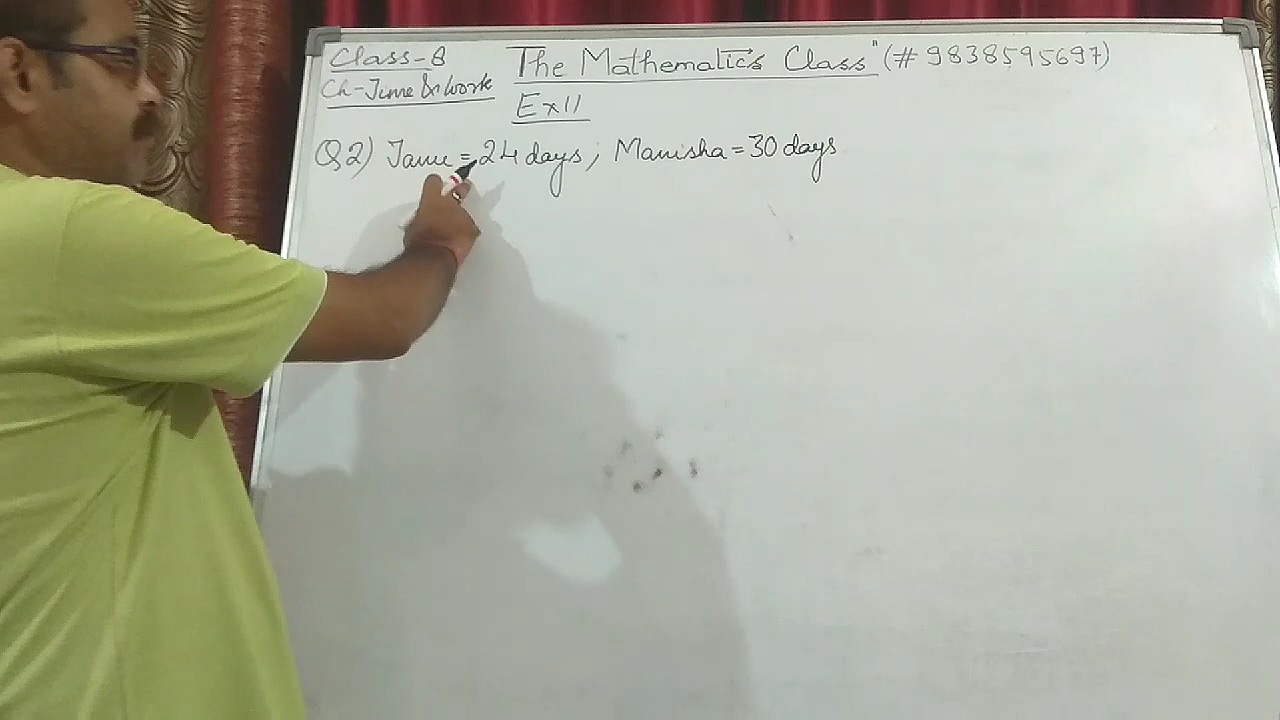 Class-8
Ch-Time & Work
The Mathematics Class" (# 9838595697)
Ex 11
Q 2) Tanu = 24 days; Manisha = 30 days